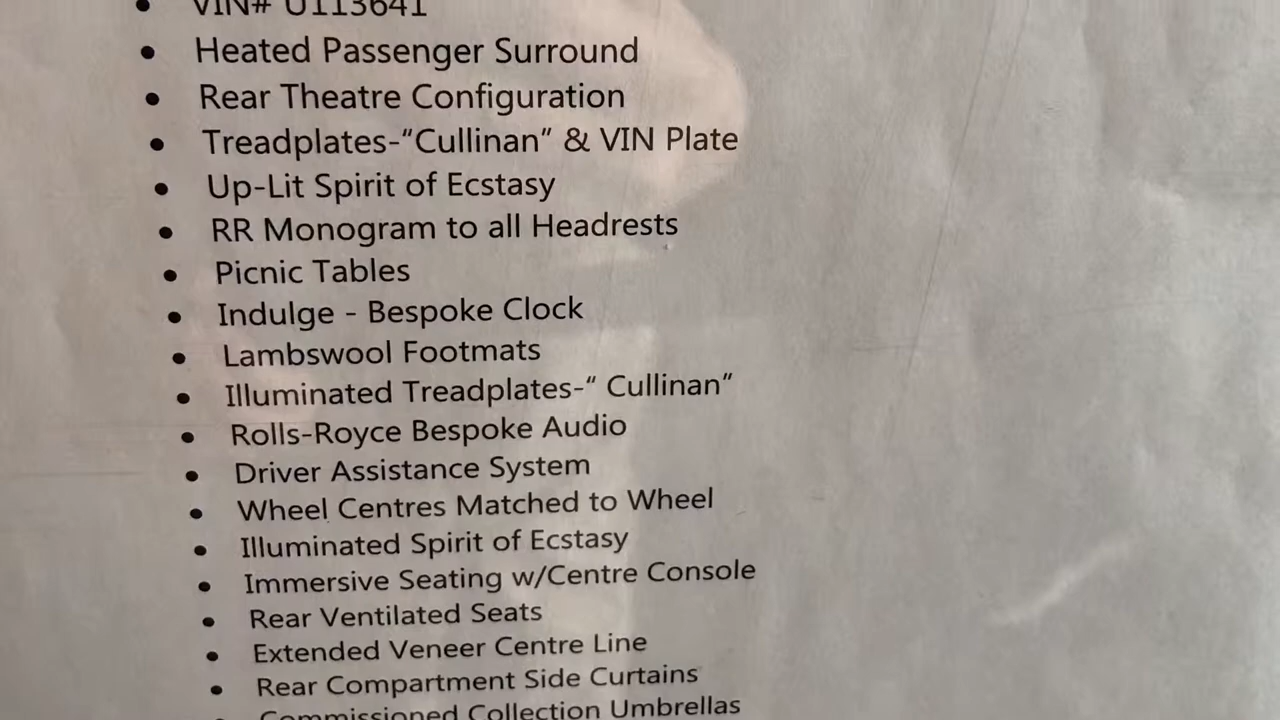 • VIN# U113641
• Heated Passenger Surround
• Rear Theatre Configuration
• Treadplates-“Cullinan” & VIN Plate
• Up-Lit Spirit of Ecstasy
• RR Monogram to all Headrests
• Picnic Tables
• Indulge - Bespoke Clock
• Lambswool Footmats
• Illuminated Treadplates-“ Cullinan”
• Rolls-Royce Bespoke Audio
• Driver Assistance System
• Wheel Centres Matched to Wheel
• Illuminated Spirit of Ecstasy
• Immersive Seating w/Centre Console
• Rear Ventilated Seats
• Extended Veneer Centre Line
• Rear Compartment Side Curtains
• Commissioned Collection Umbrellas